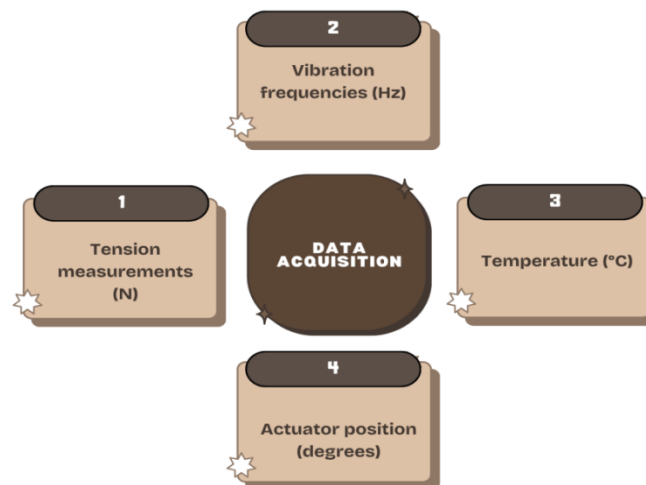 2
Vibration
frequencies (Hz)
1
Tension
measurements
(N)
DATA
ACQUISITION
3
Temperature (°C)
4
Actuator position
(degrees)